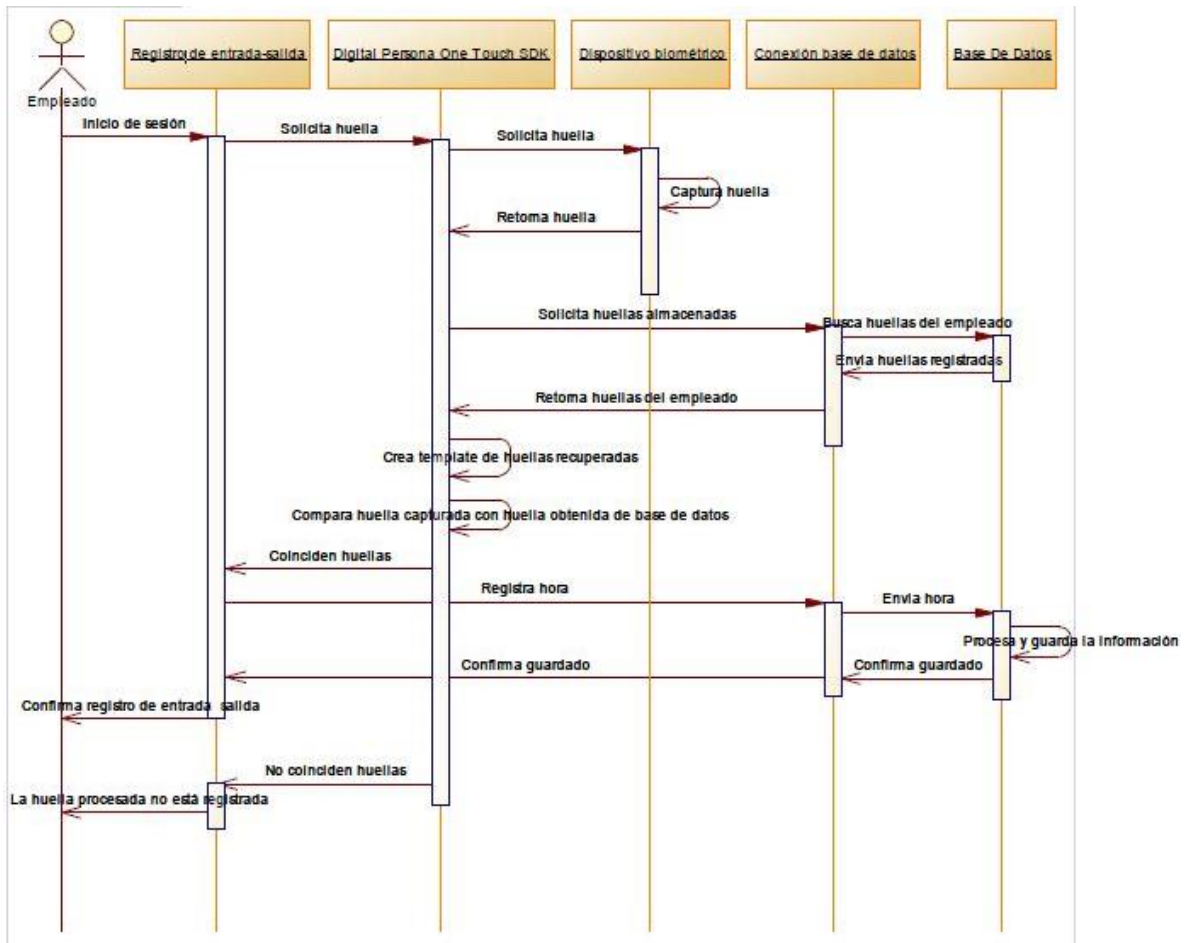 Registro de entrada-salida
Digital Persona One Touch SDK
Dispositivo biométrico
Conexión base de datos
Base De Datos
Empleado
Inicio de sesión
Solicita huella
Solicita huella
Captura huella
Retorna huella
Solicita huellas almacenadas
Busca huellas del empleado
Envia huellas registradas
Retorna huellas del empleado
Crea template de huellas recuperadas
Compara huella capturada con huella obtenida de base de datos
Coinciden huellas
Registra hora
Envia hora
Procesa y guarda la información
Confirma guardado
Confirma guardado
Confirma registro de entrada salida
No coinciden huellas
La huella procesada no está registrada